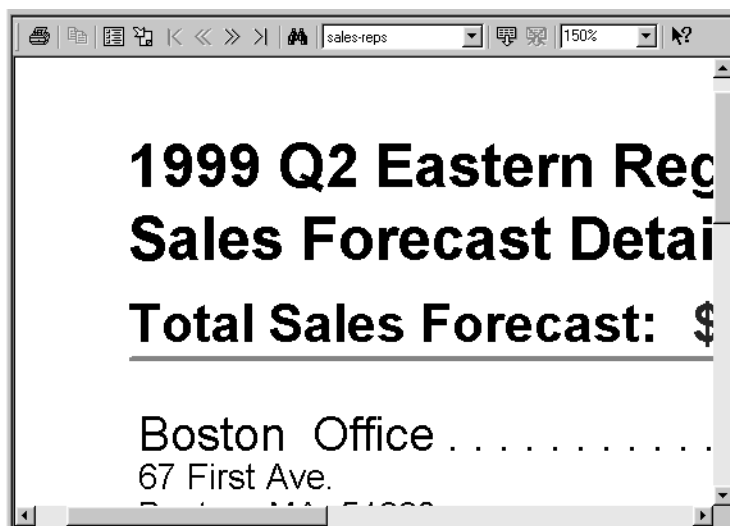 sales-reps 150%
1999 Q2 Eastern Reg
Sales Forecast Detai
Total Sales Forecast: $
Boston Office . . . . . . . . . . .
67 First Ave.